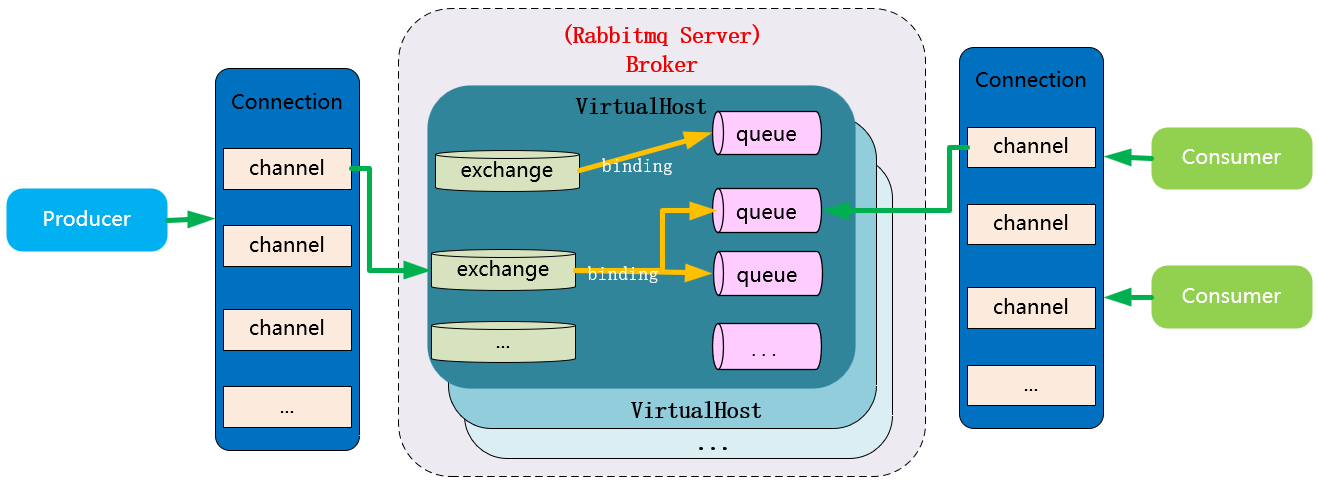 Producer
Connection
channel
channel
channel
...
(Rabbitmq Server)
Broker
VirtualHost
exchange
binding
queue
exchange
binding
queue
queue
...
...
VirtualHost
...
Connection
channel
channel
channel
...
Consumer
Consumer